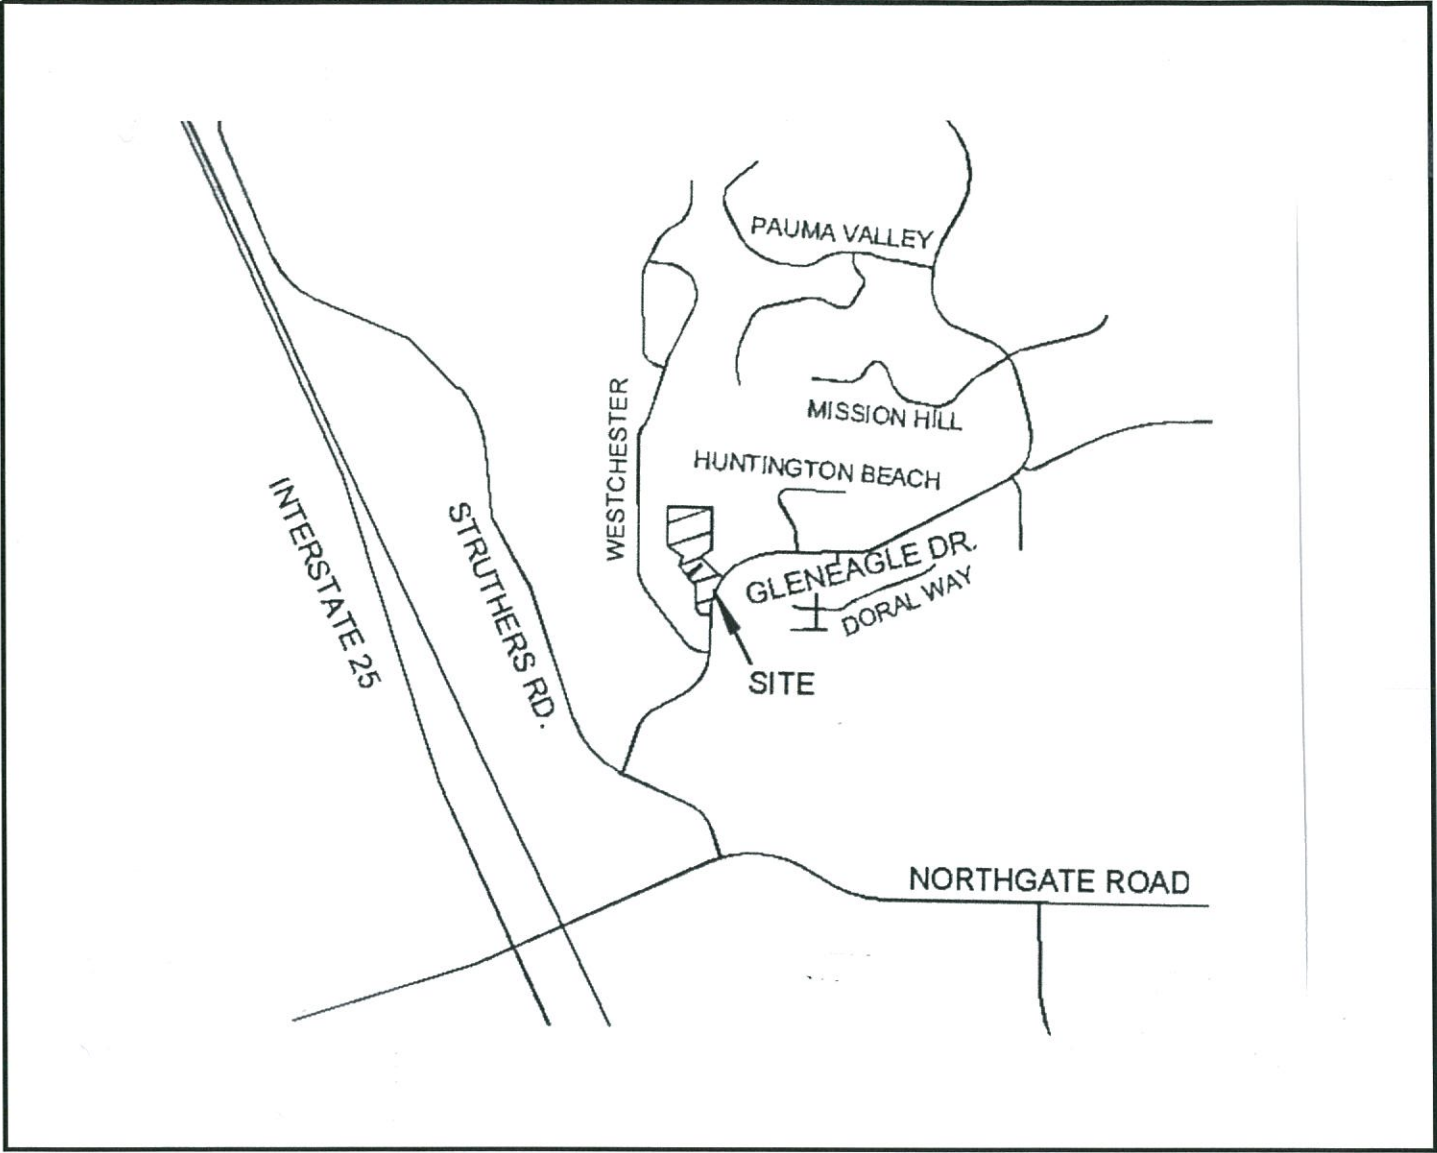 PAUMA VALLEY
WESTCHESTER
MISSION HILL
HUNTINGTON BEACH
INTERSTATE 25
STRUTHERS RD.
GLENEAGLE DR.
DORAL WAY
SITE
NORTHGATE ROAD